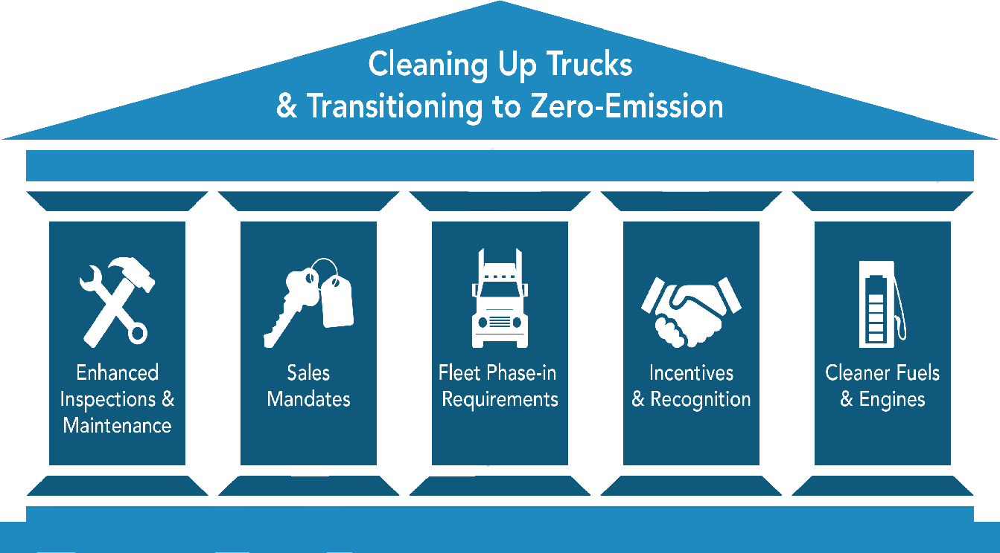 Cleaning Up Trucks
& Transitioning to Zero-Emission
Enhanced
Inspections &
Maintenance
Sales
Mandates
Fleet Phase-in
Requirements
Incentives
& Recognition
Cleaner Fuels
& Engines